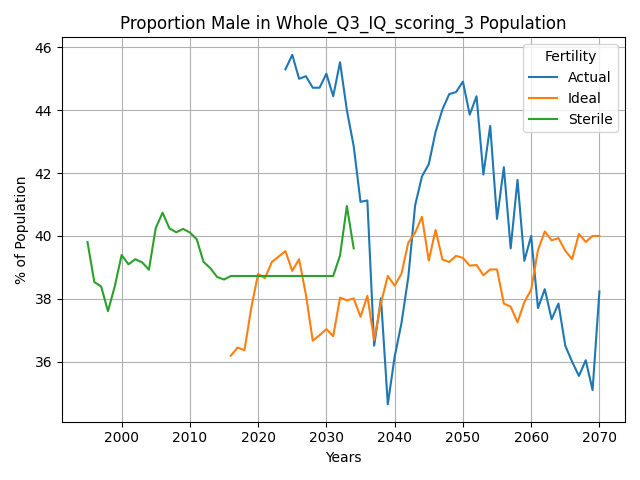 Proportion Male in Whole_Q3_IQ_scoring_3 Population
Fertility
Actual
Ideal
Sterile
% of Population
46
44
42
40
38
36
2000
2010
2020
2030
2040
2050
2060
2070
Years